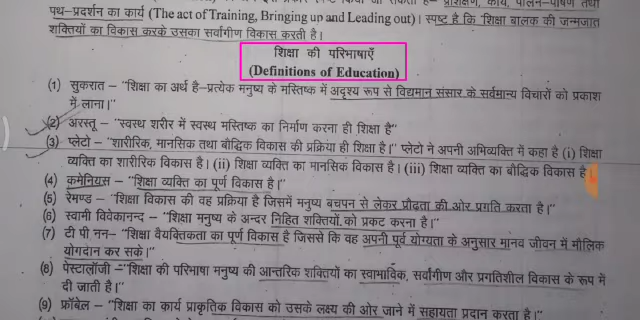 पथ-प्रदर्शन का कार्य (The act of Training, Bringing up and Leading out)। स्पष्ट है कि शिक्षा बालक की जन्मजात
शक्तियों का विकास करके उसका सर्वांगीण विकास करती है।
शिक्षा की परिभाषाएँ
(Definitions of Education)
(1) सुकरात – "शिक्षा का अर्थ है–प्रत्येक मनुष्य के मस्तिष्क में अदृश्य रूप से विद्यमान संसार के सर्वमान्य विचारों को प्रकाश
में लाना।"
(2) अरस्तू – "स्वस्थ शरीर में स्वस्थ मस्तिष्क का निर्माण करना ही शिक्षा है"
(3) प्लेटो – "शारीरिक, मानसिक तथा बौद्धिक विकास की प्रक्रिया ही शिक्षा है।" प्लेटो ने अपनी अभिव्यक्ति में कहा है (i) शिक्षा
व्यक्ति का शारीरिक विकास है। (ii) शिक्षा व्यक्ति का मानसिक विकास है। (iii) शिक्षा व्यक्ति का बौद्धिक विकास है
(4) कमेनियस – "शिक्षा व्यक्ति का पूर्ण विकास है।"
(5) रेमण्ड – "शिक्षा विकास की वह प्रक्रिया है जिसमें मनुष्य बचपन से लेकर प्रौढ़ता की ओर प्रगति करता है।"
(6) स्वामी विवेकानन्द – "शिक्षा मनुष्य के अन्दर निहित शक्तियों को प्रकट करना है।"
(7) टी पी नन– "शिक्षा वैयक्तिकता का पूर्ण विकास है जिससे कि वह अपनी पूर्व योग्यता के अनुसार मानव जीवन में मौलिक
योगदान कर सके।"
(8) पेस्टालॉजी –"शिक्षा की परिभाषा मनुष्य की आन्तरिक शक्तियों का स्वाभाविक, सर्वांगीण और प्रगतिशील विकास के रूप में
दी जाती है।"
(9) फ्रॉबेल – "शिक्षा का कार्य प्राकृतिक विकास को उसके लक्ष्य की ओर जाने में सहायता प्रदान करता है।"